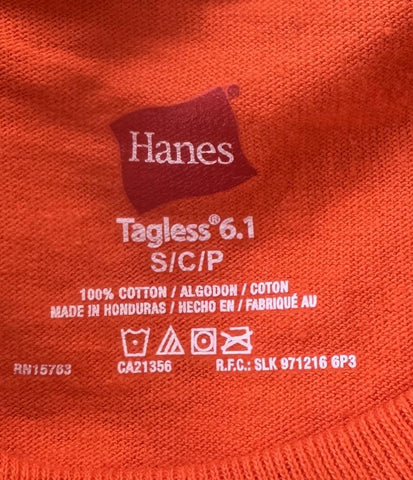 Hanes
Tagless®6.1
S/C/P
100% COTTON / ALGODON / COTON
MADE IN HONDURAS / HECHO EN / FABRIQUÉ AU
RN15763 CA21356 R.F.C.: SLK 971216 6P3